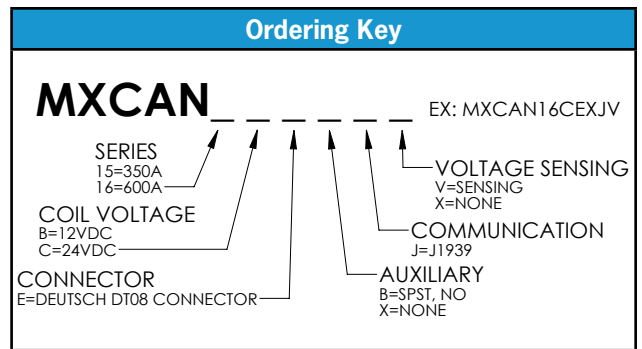 Ordering Key
MXCAN_ _ _ _ _ _ EX: MXCAN16CEXJV
SERIES
15=350A
16=600A
COIL VOLTAGE
B=12VDC
C=24VDC
CONNECTOR
E=DEUTSCH DT08 CONNECTOR
VOLTAGE SENSING
V=SENSING
X=NONE
COMMUNICATION
J=J1939
AUXILIARY
B=SPST, NO
X=NONE